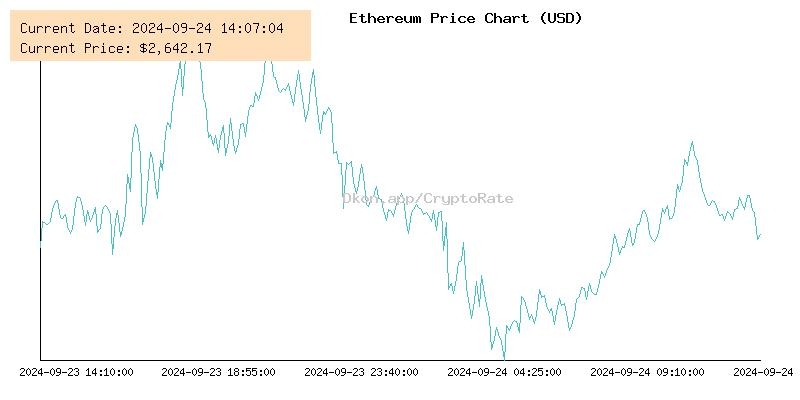 Ethereum Price Chart (USD)
Current Date: 2024-09-24 14:07:04
Current Price: $2,642.17
Okon.app/CryptoRate
2024-09-23 14:10:00 2024-09-23 18:55:00 2024-09-23 23:40:00 2024-09-24 04:25:00 2024-09-24 09:10:00 2024-09-24